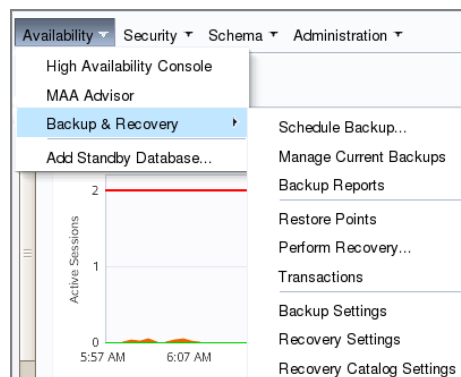 Availability Security Schema Administration
High Availability Console
MAA Advisor
Backup & Recovery
Add Standby Database...
Schedule Backup...
Manage Current Backups
Backup Reports
Restore Points
Perform Recovery...
Transactions
Backup Settings
Recovery Settings
Recovery Catalog Settings
Active Sessions
2
1
0
5:57 AM 6:07 AM